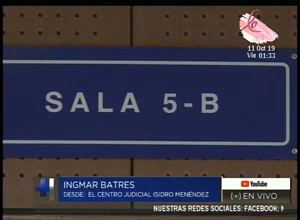 11 Oct 19
Vie 01:33
SALA 5-B
INGMAR BATRES
DESDE: EL CENTRO JUDICIAL ISIDRO MENÉNDEZ
YouTube
(•) EN VIVO
NUESTRAS REDES SOCIALES: FACEBOOK: